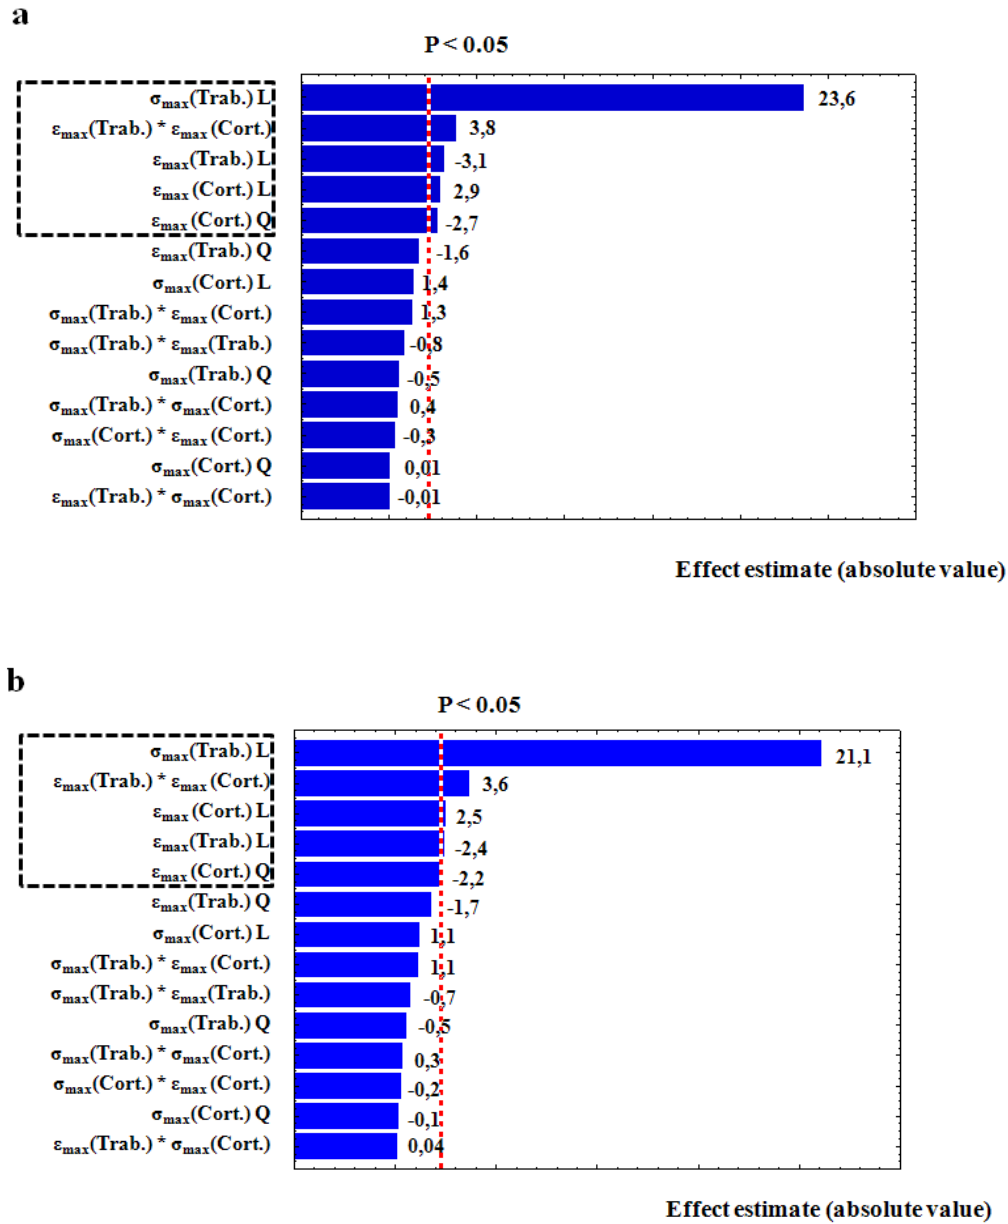 a
P < 0.05
σmax(Trab.) L 23,6
εmax(Trab.) * εmax (Cort.) 3,8
εmax(Trab.) L -3,1
εmax (Cort.) L 2,9
εmax (Cort.) Q -2,7
εmax(Trab.) Q -1,6
σmax(Cort.) L 1,4
σmax(Trab.) * εmax (Cort.) 1,3
σmax(Trab.) * εmax(Trab.) -0,8
σmax(Trab.) Q -0,5
σmax(Trab.) * σmax(Cort.) 0,4
σmax(Cort.) * εmax (Cort.) -0,3
σmax(Cort.) Q 0,01
εmax(Trab.) * σmax(Cort.) -0,01
Effect estimate (absolute value)
b
P < 0.05
σmax(Trab.) L 21,1
εmax(Trab.) * εmax (Cort.) 3,6
εmax (Cort.) L 2,5
εmax(Trab.) L -2,4
εmax (Cort.) Q -2,2
εmax(Trab.) Q -1,7
σmax(Cort.) L 1,1
σmax(Trab.) * εmax (Cort.) 1,1
σmax(Trab.) * εmax(Trab.) -0,7
σmax(Trab.) Q -0,5
σmax(Trab.) * σmax(Cort.) 0,3
σmax(Cort.) * εmax (Cort.) -0,2
σmax(Cort.) Q -0,1
εmax(Trab.) * σmax(Cort.) 0,04
Effect estimate (absolute value)